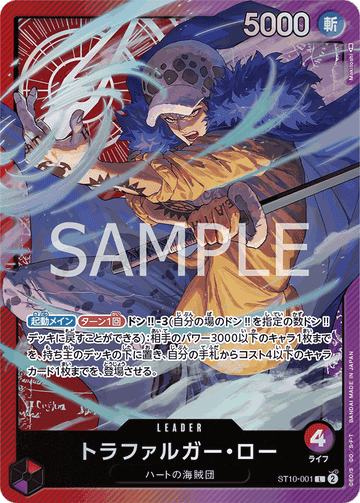 5000 斬
SAMPLE
起動メイン ターン1回 ドン!!-3(自分の場のドン!!を指定の数ドン!!
デッキに戻すことができる):相手のパワー3000以下のキャラ1枚まで
を、持ち主のデッキの下に置き、自分の手札からコスト4以下のキャラ
カード1枚までを、登場させる。
LEADER
トラファルガー・ロー
4
ライフ
ハートの海賊団
ST10-001 L 2
BANDAI MADE IN JAPAN